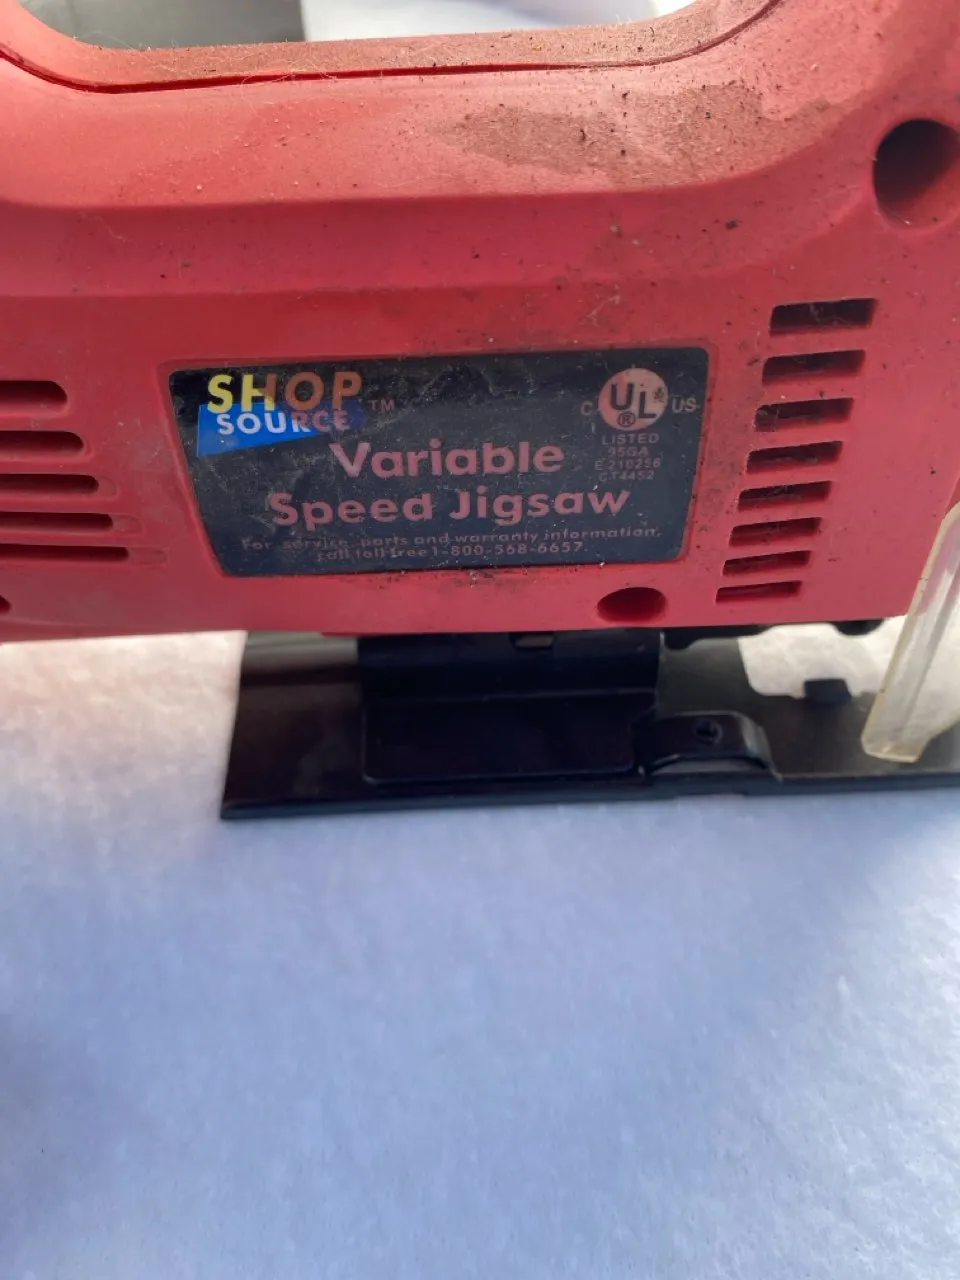 SHOP
SOURCE TM
Variable
Speed Jigsaw
For service, parts and warranty information,
call toll free 1-800-568-6657.
C UL US
®
LISTED
95GA
E 210256
CT4452